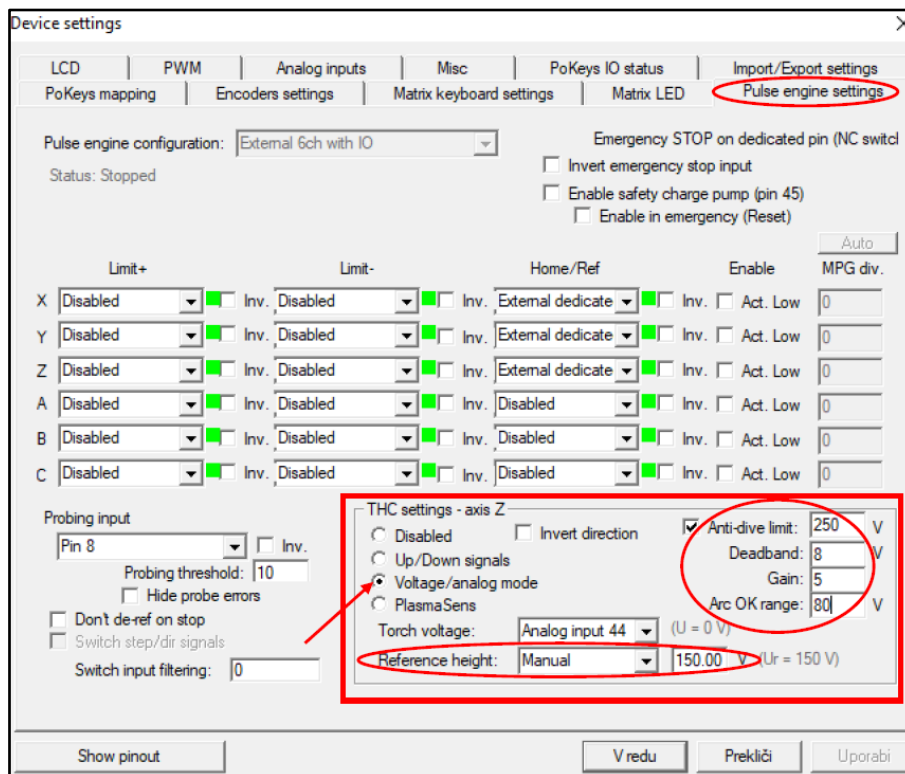 Device settings
LCD PWM Analog inputs Misc PoKeys IO status Import/Export settings
PoKeys mapping Encoders settings Matrix keyboard settings Matrix LED Pulse engine settings
Pulse engine configuration: External 6ch with IO Emergency STOP on dedicated pin (NC switcl
Status: Stopped Invert emergency stop input
Enable safety charge pump (pin 45)
Enable in emergency (Reset)
Auto
Limit+ Limit- Home/Ref Enable MPG div.
X Disabled Inv. Disabled Inv. External dedicate Inv. Act. Low 0
Y Disabled Inv. Disabled Inv. External dedicate Inv. Act. Low 0
Z Disabled Inv. Disabled Inv. External dedicate Inv. Act. Low 0
A Disabled Inv. Disabled Inv. Disabled Inv. Act. Low 0
B Disabled Inv. Disabled Inv. Disabled Inv. Act. Low 0
C Disabled Inv. Disabled Inv. Disabled Inv. Act. Low 0
Probing input
Pin 8 Inv.
Probing threshold: 10
Hide probe errors
Don't de-ref on stop
Switch step/dir signals
Switch input filtering: 0
THC settings - axis Z
Disabled Invert direction Anti-dive limit: 250 V
Up/Down signals Deadband: 8 V
Voltage/analog mode Gain: 5
PlasmaSens Arc OK range: 80 V
Torch voltage: Analog input 44 (U = 0 V)
Reference height: Manual 150.00 V (Ur = 150 V)
Show pinout V redu Prekliči Uporabi